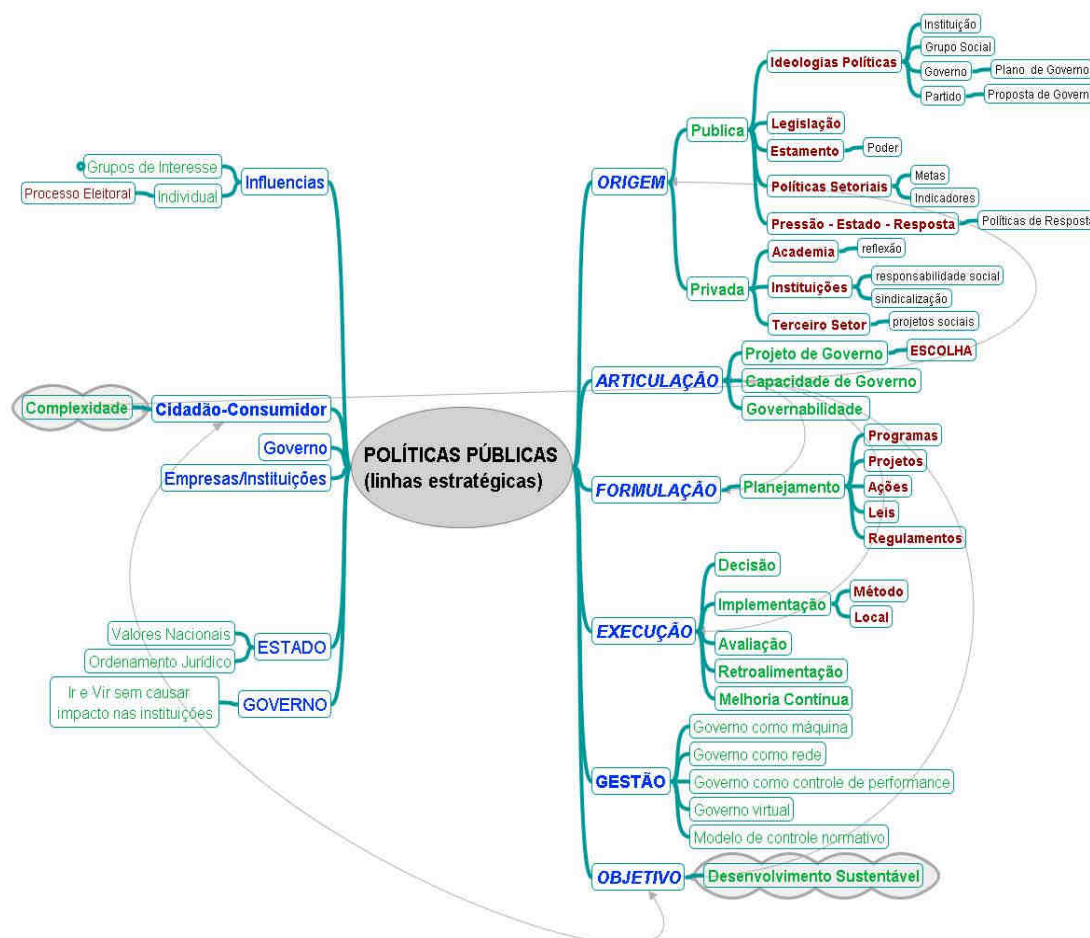 POLÍTICAS PÚBLICAS
(linhas estratégicas)
Influencias
Grupos de Interesse
Individual
Processo Eleitoral
Cidadão-Consumidor
Complexidade
Governo
Empresas/Instituições
ESTADO
Valores Nacionais
Ordenamento Jurídico
GOVERNO
Ir e Vir sem causar
impacto nas instituições
ORIGEM
Publica
Ideologias Políticas
Instituição
Grupo Social
Governo
Plano de Governo
Partido
Proposta de Govern
Legislação
Estamento
Poder
Políticas Setoriais
Metas
Indicadores
Pressão - Estado - Resposta
Políticas de Resposta
Privada
Academia
reflexão
Instituições
responsabilidade social
sindicalização
Terceiro Setor
projetos sociais
ARTICULAÇÃO
Projeto de Governo
ESCOLHA
Capacidade de Governo
Governabilidade
FORMULAÇÃO
Planejamento
Programas
Projetos
Ações
Leis
Regulamentos
EXECUÇÃO
Decisão
Implementação
Método
Local
Avaliação
Retroalimentação
Melhoria Contínua
GESTÃO
Governo como máquina
Governo como rede
Governo como controle de performance
Governo virtual
Modelo de controle normativo
OBJETIVO
Desenvolvimento Sustentável